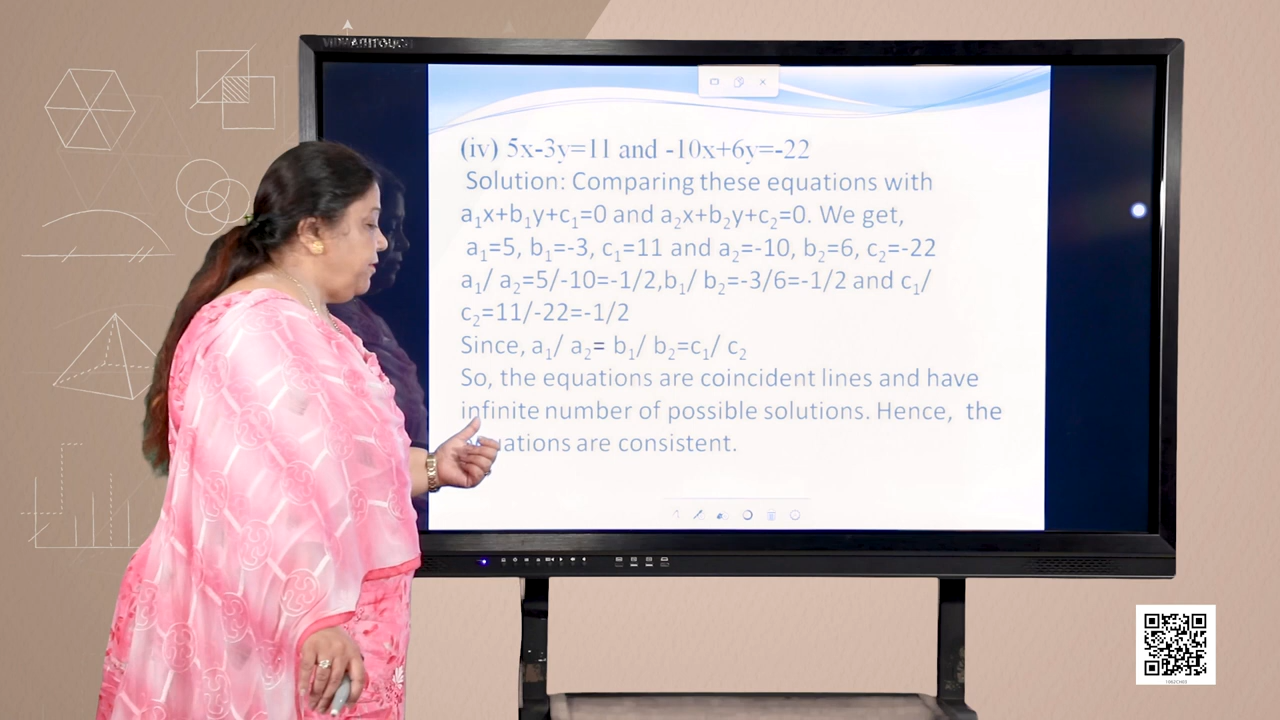 (iv) 5x-3y=11 and -10x+6y=-22
Solution: Comparing these equations with
a₁x+b₁y+c₁=0 and a₂x+b₂y+c₂=0. We get,
a₁=5, b₁=-3, c₁=11 and a₂=-10, b₂=6, c₂=-22
a₁/ a₂=5/-10=-1/2,b₁/ b₂=-3/6=-1/2 and c₁/
c₂=11/-22=-1/2
Since, a₁/ a₂= b₁/ b₂=c₁/ c₂
So, the equations are coincident lines and have
infinite number of possible solutions. Hence, the
uations are consistent.